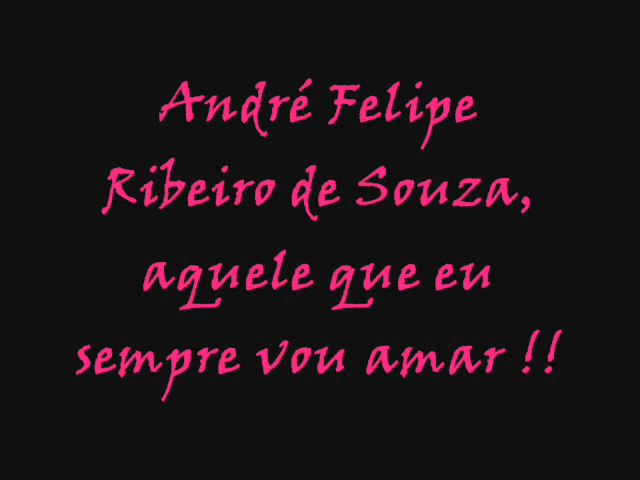 André Felipe
Ribeiro de Souza,
aquele que eu
sempre vou amar !!